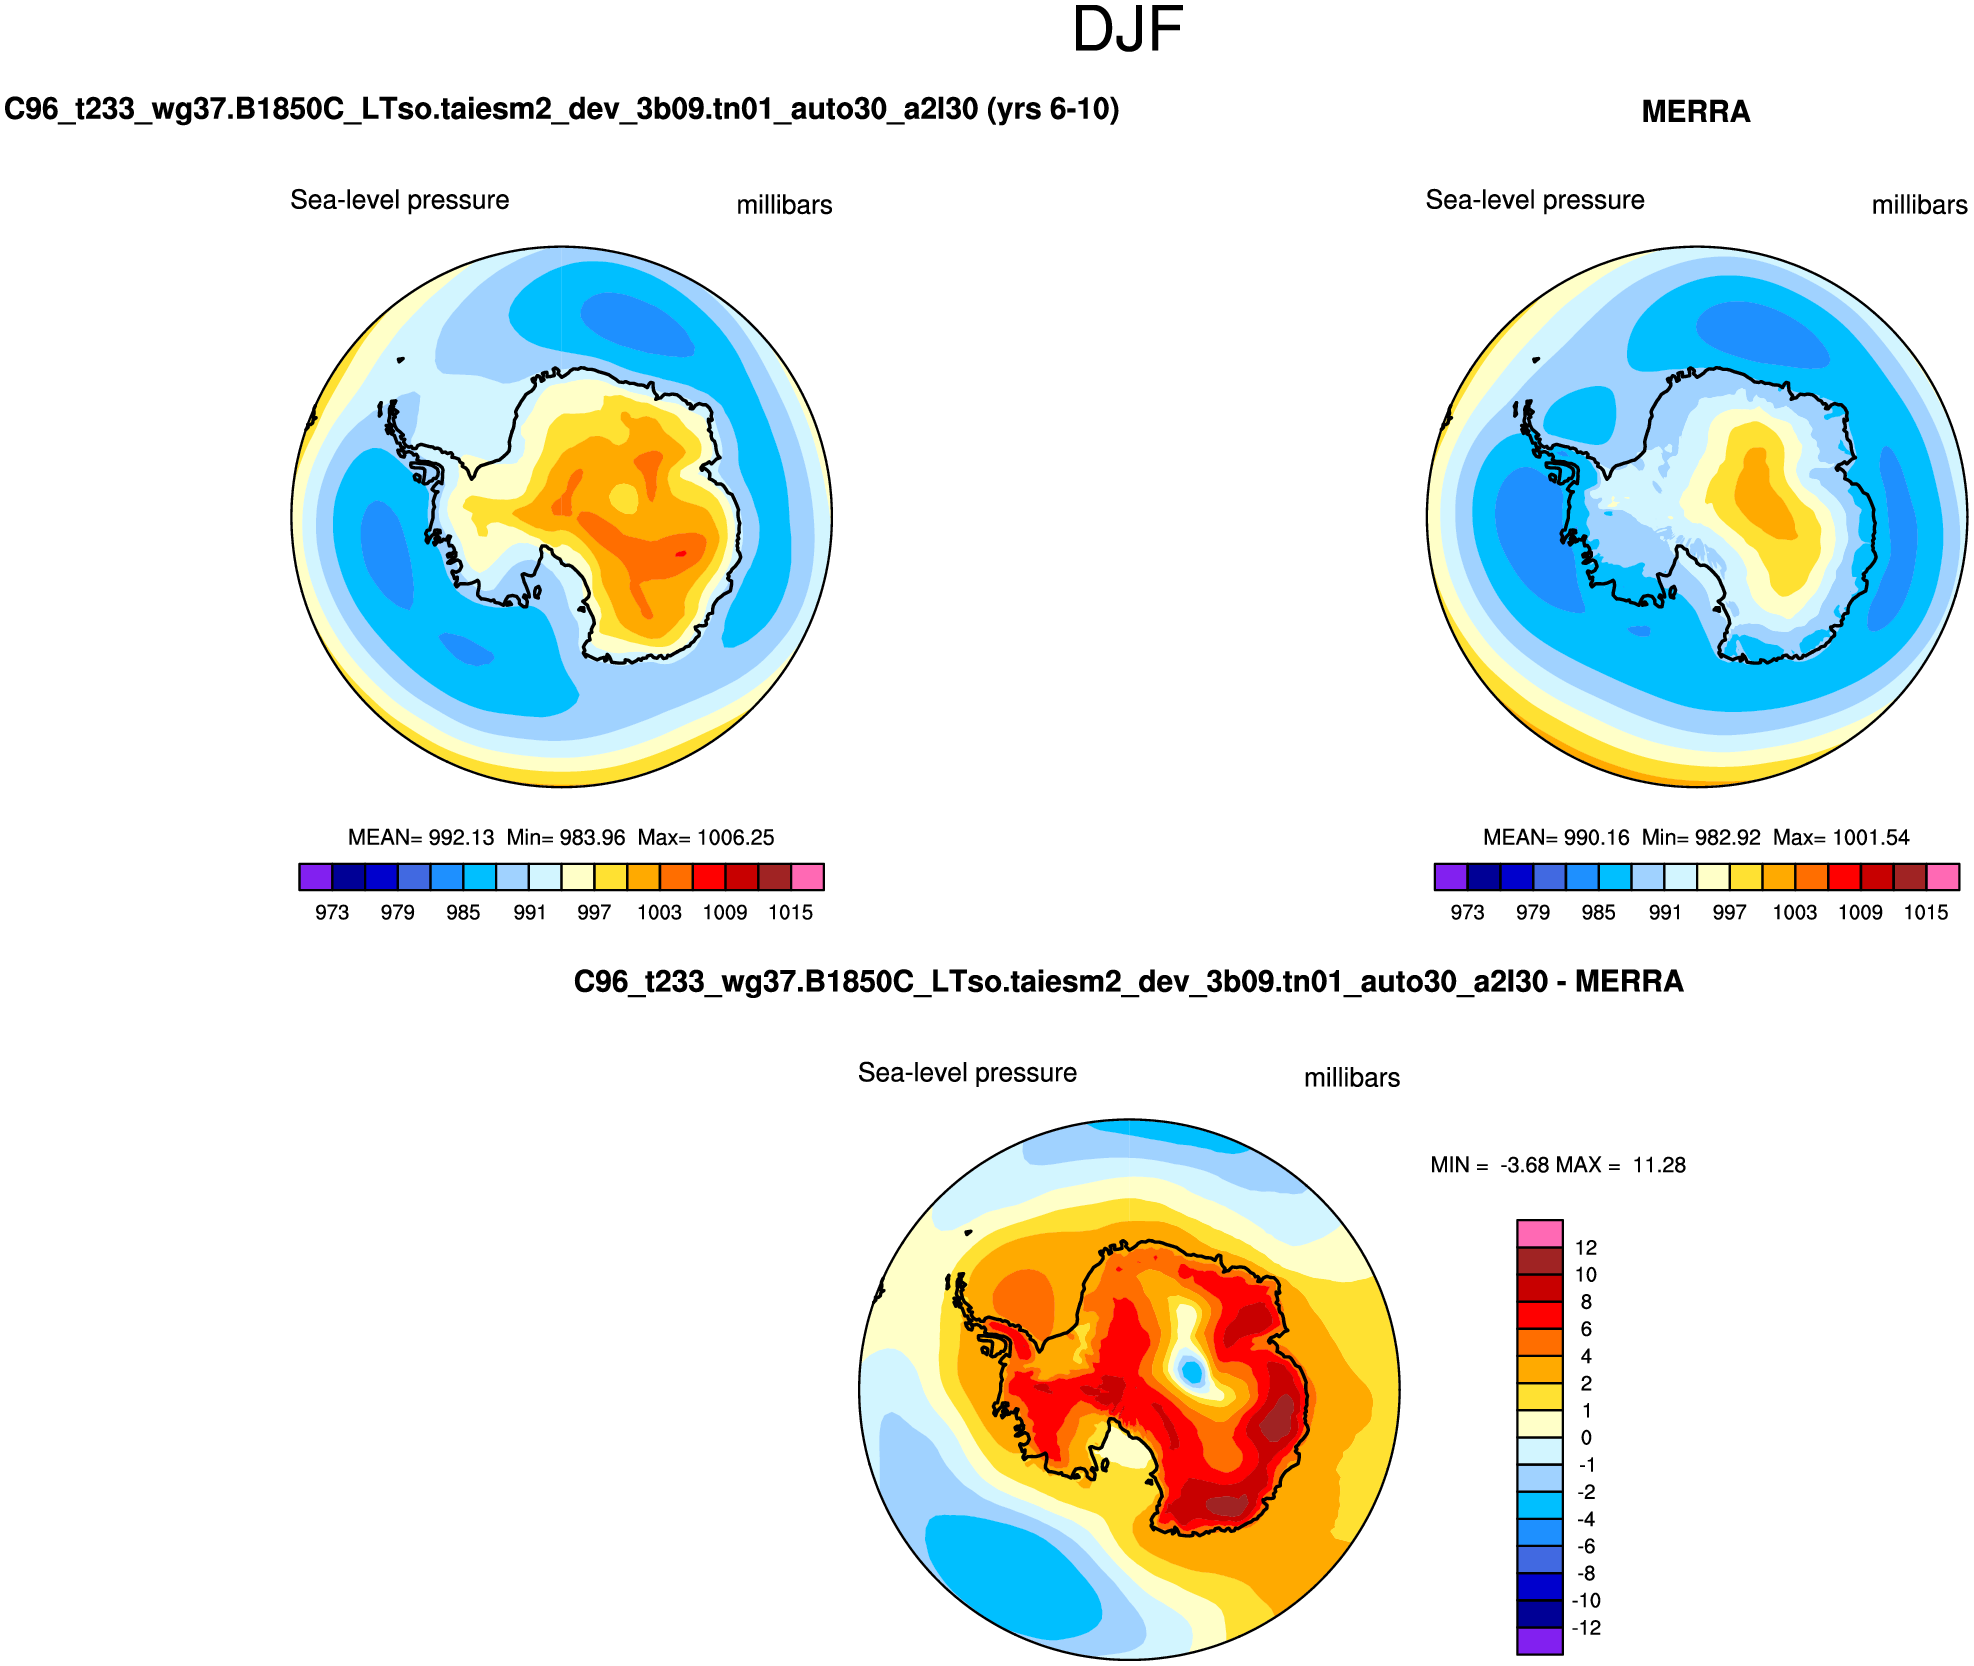 DJF
C96_t233_wg37.B1850C_LTso.taiesm2_dev_3b09.tn01_auto30_a2l30 (yrs 6-10)
MERRA
Sea-level pressure millibars
Sea-level pressure millibars
MEAN= 992.13 Min= 983.96 Max= 1006.25
973 979 985 991 997 1003 1009 1015
MEAN= 990.16 Min= 982.92 Max= 1001.54
973 979 985 991 997 1003 1009 1015
C96_t233_wg37.B1850C_LTso.taiesm2_dev_3b09.tn01_auto30_a2l30 - MERRA
Sea-level pressure millibars
MIN = -3.68 MAX = 11.28
12
10
8
6
4
2
1
0
-1
-2
-4
-6
-8
-10
-12